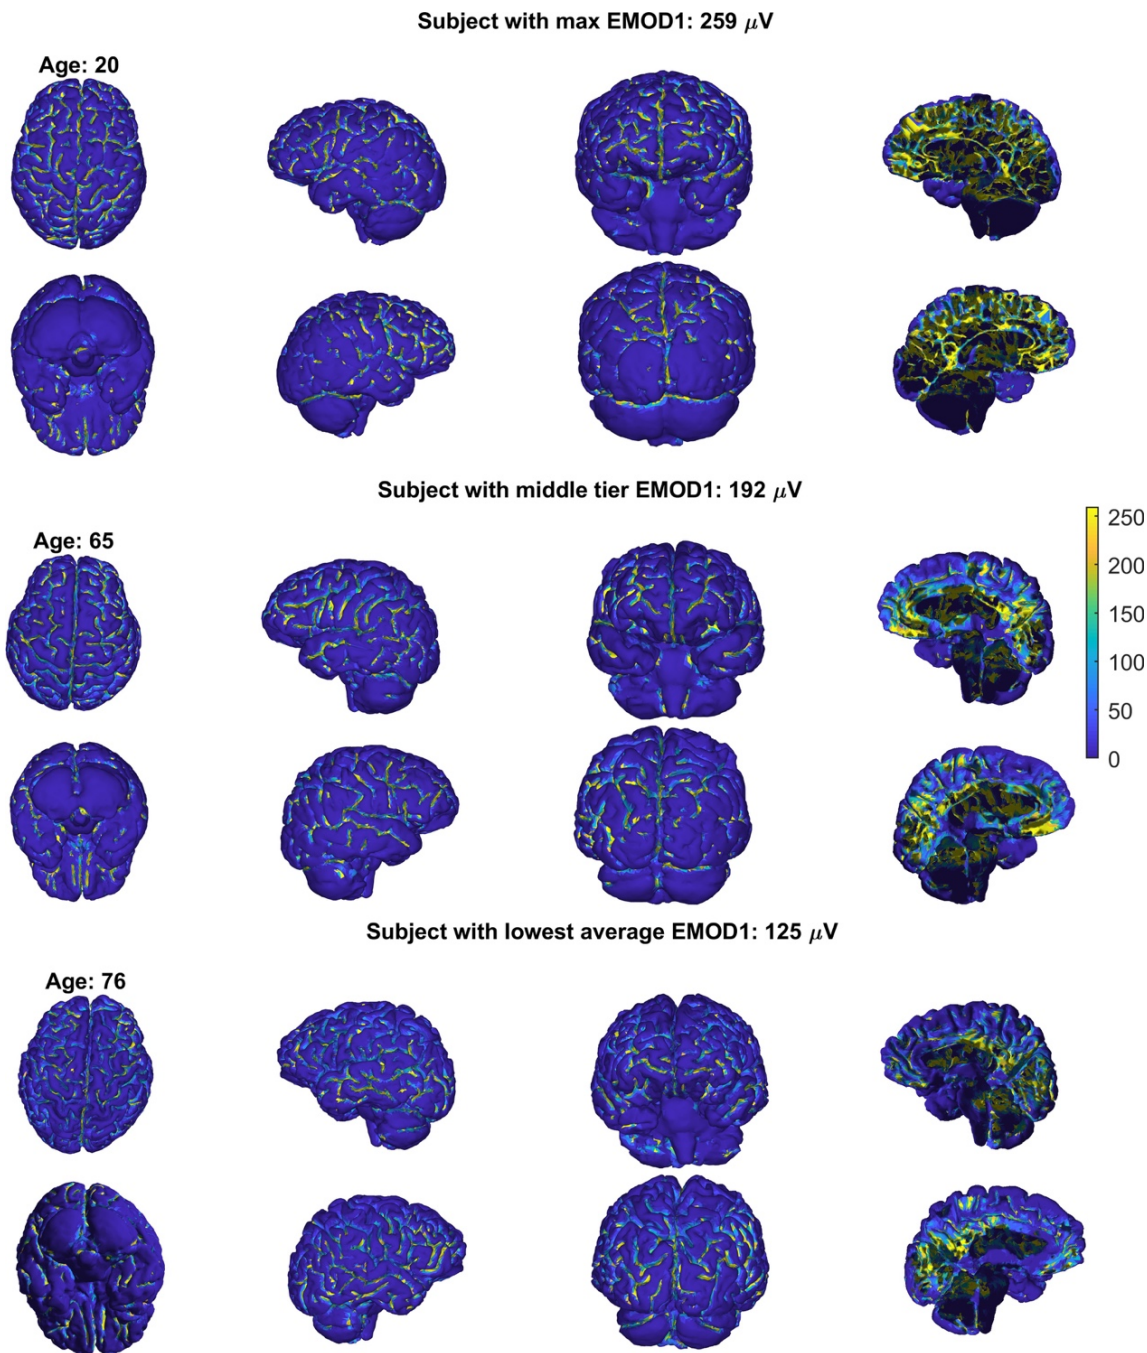 Subject with max EMOD1: 259 μV
Age: 20
Subject with middle tier EMOD1: 192 μV
Age: 65
250
200
150
100
50
0
Subject with lowest average EMOD1: 125 μV
Age: 76